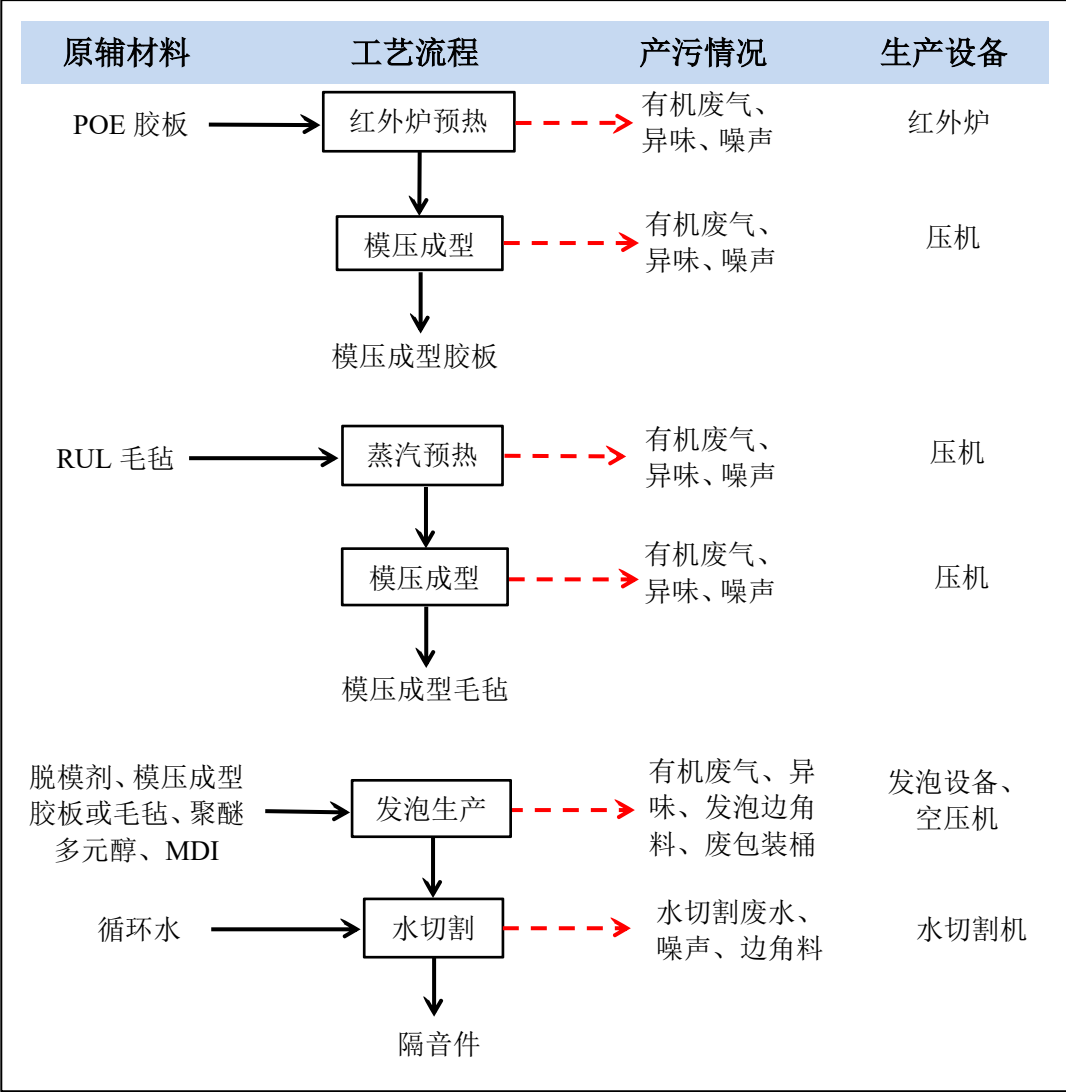 原辅材料 工艺流程 产污情况 生产设备
POE 胶板 红外炉预热 有机废气、
异味、噪声 红外炉
模压成型 有机废气、
异味、噪声 压机
模压成型胶板
RUL 毛毡 蒸汽预热 有机废气、
异味、噪声 压机
模压成型 有机废气、
异味、噪声 压机
模压成型毛毡
脱模剂、模压成型
胶板或毛毡、聚醚
多元醇、MDI
发泡生产
有机废气、异
味、发泡边角
料、废包装桶
发泡设备、
空压机
循环水 水切割 水切割废水、
噪声、边角料 水切割机
隔音件